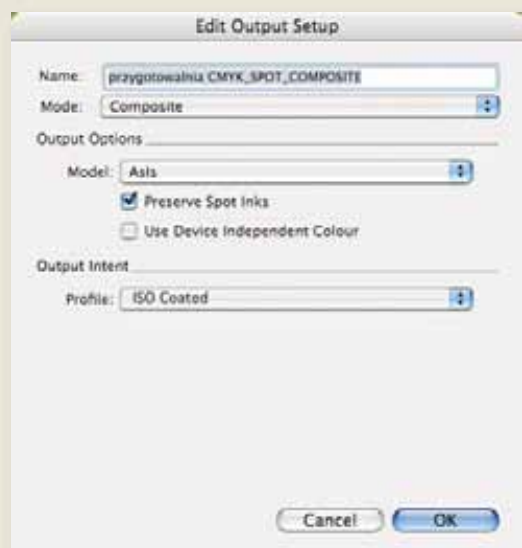 Edit Output Setup
Name: przygotowalnia CMYK_SPOT_COMPOSITE
Mode: Composite
Output Options
Model: AsIs
Preserve Spot Inks
Use Device Independent Colour
Output Intent
Profile: ISO Coated
Cancel OK